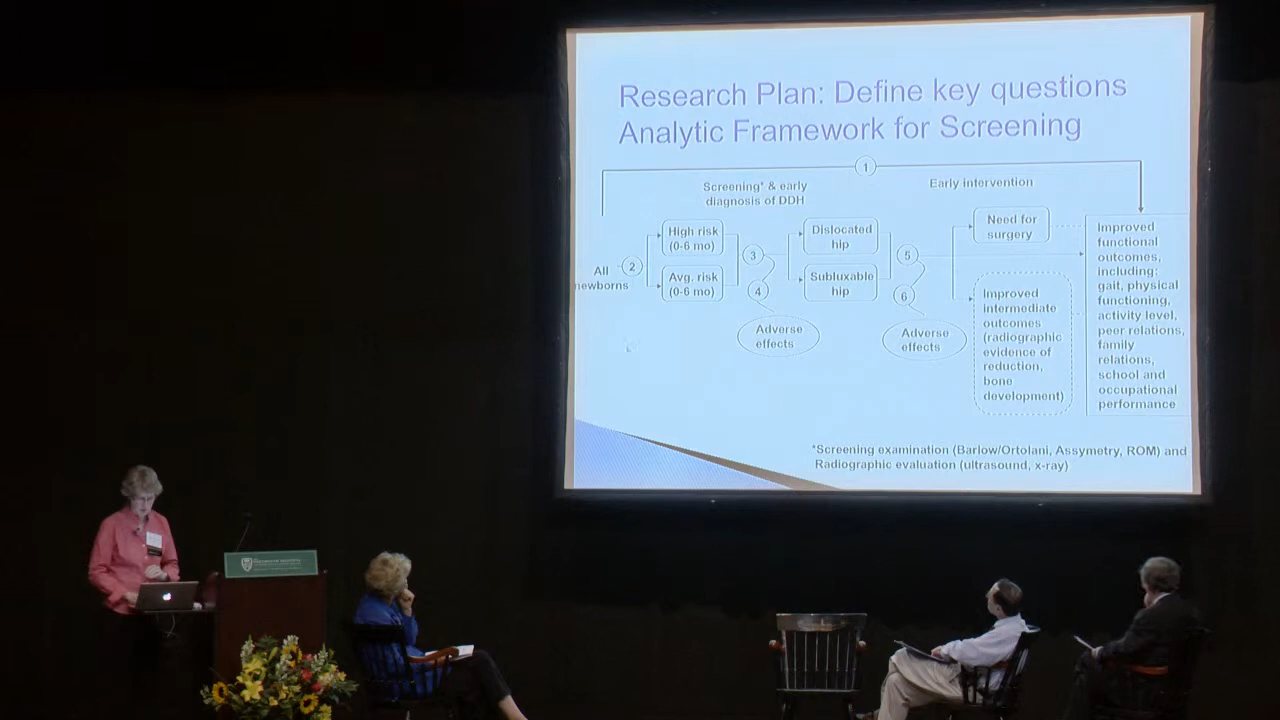 Research Plan: Define key questions
Analytic Framework for Screening
1
Screening* & early
diagnosis of DDH
Early intervention
All
newborns
2
High risk
(0-6 mo)
Avg. risk
(0-6 mo)
3
4
Adverse
effects
Dislocated
hip
Subluxable
hip
5
6
Adverse
effects
Need for
surgery
Improved
intermediate
outcomes
(radiographic
evidence of
reduction,
bone
development)
Improved
functional
outcomes,
including:
gait, physical
functioning,
activity level,
peer relations,
family
relations,
school and
occupational
performance
*Screening examination (Barlow/Ortolani, Assymetry, ROM) and
Radiographic evaluation (ultrasound, x-ray)